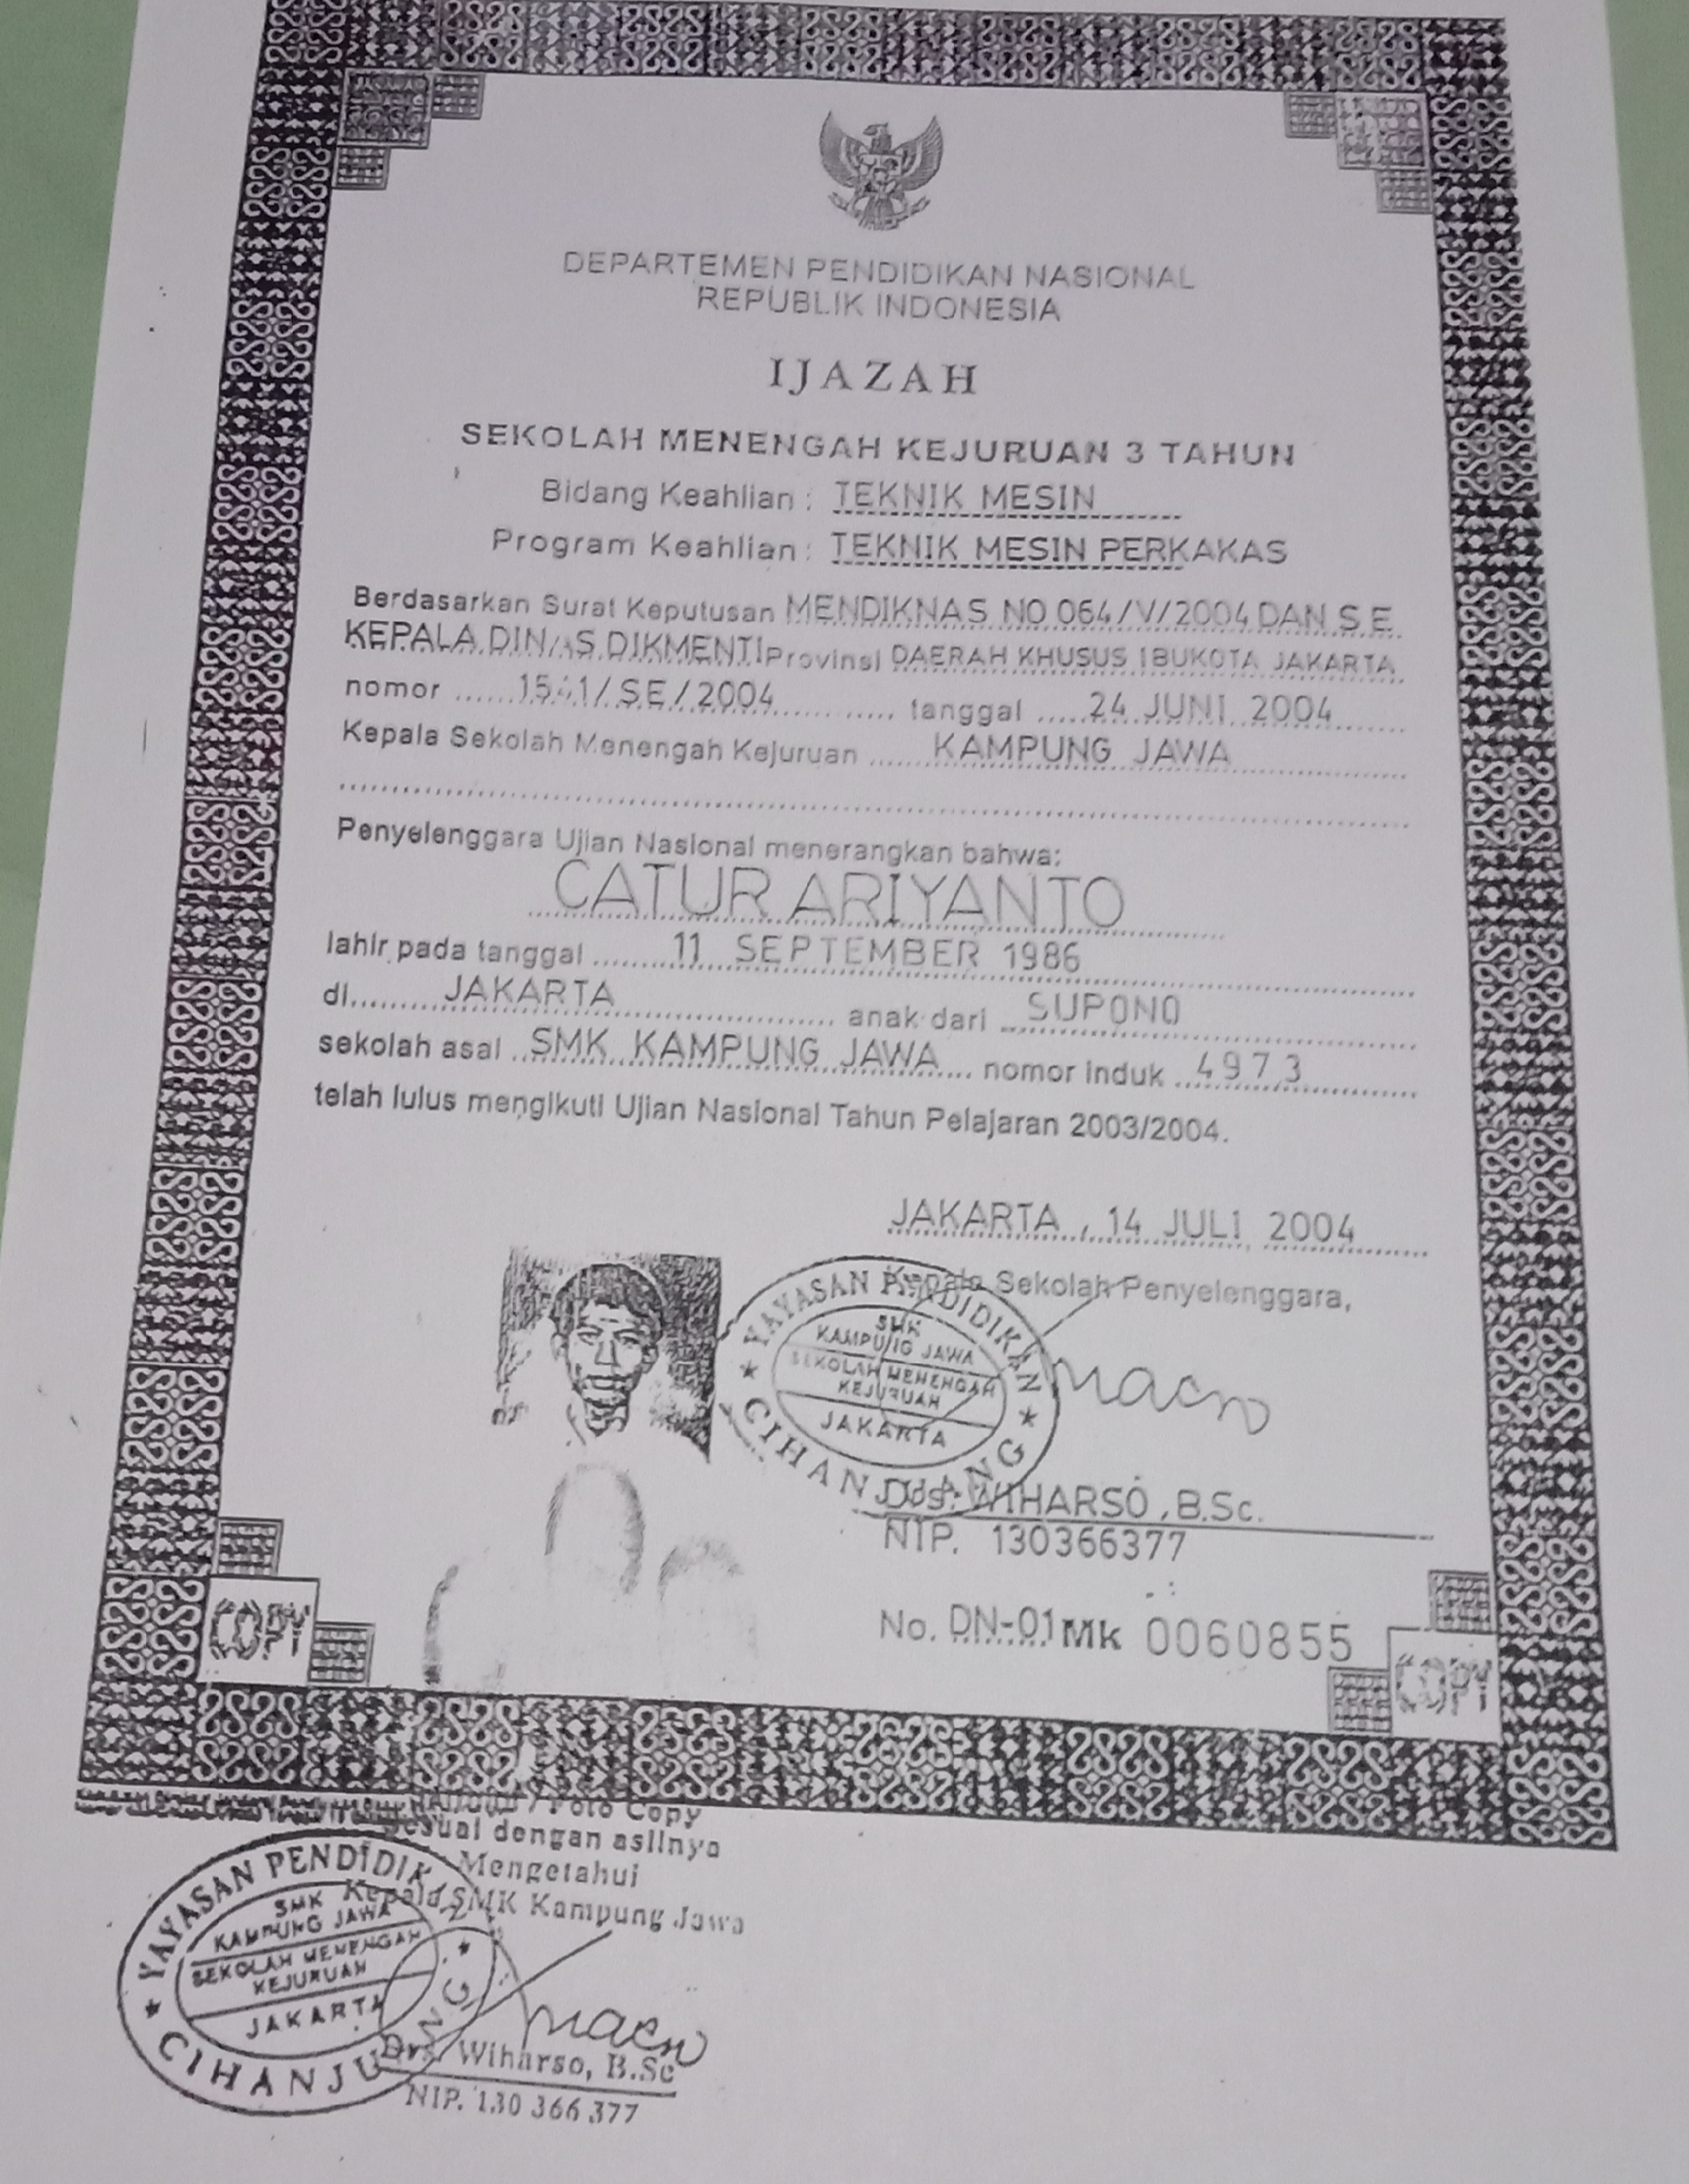 DEPARTEMEN PENDIDIKAN NASIONAL
REPUBLIK INDONESIA
IJAZAH
SEKOLAH MENENGAH KEJURUAN 3 TAHUN
Bidang Keahlian : TEKNIK MESIN
Program Keahlian : TEKNIK MESIN PERKAKAS
Berdasarkan Surat Keputusan MENDIKNAS NO 064/V/2004 DAN S E
KEPALA DINAS DIKMENTI Provinsi DAERAH KHUSUS IBUKOTA JAKARTA
nomor ...... 1541/SE/2004 ...... tanggal ..... 24 JUNI 2004
Kepala Sekolah Menengah Kejuruan ...... KAMPUNG JAWA
Penyelenggara Ujian Nasional menerangkan bahwa:
CATUR ARIYANTO
lahir pada tanggal ........ 11 SEPTEMBER 1986
di ........ JAKARTA ........ anak dari SUPONO
sekolah asal .. SMK KAMPUNG JAWA .... nomor induk ... 4973
telah lulus mengikuti Ujian Nasional Tahun Pelajaran 2003/2004.
JAKARTA , 14 JULI 2004
Kepala Sekolah Penyelenggara,
YAYASAN PENDIDIKAN
SMK
KAMPUNG JAWA
SEKOLAH MENENGAH
KEJURUAN
JAKARTA
CIHANJUANG
Drs. WIHARSO , B.Sc.
NIP. 130366377
No. DN-01 Mk 0060855
COPY
COPY
Foto Copy
Sesuai dengan aslinya
Mengetahui
Kepala SMK Kampung Jawa
YAYASAN PENDIDIKAN
SMK
KAMPUNG JAWA
SEKOLAH MENENGAH
KEJURUAN
JAKARTA
CIHANJUANG
Drs. Wiharso, B.Sc
NIP. 130 366 377